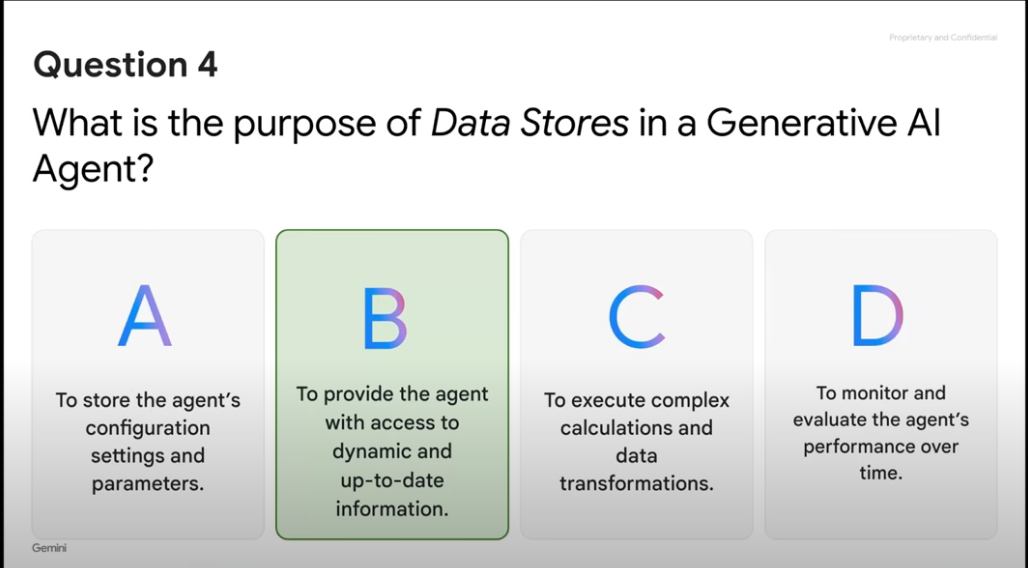 Proprietary and Confidential
Question 4
What is the purpose of Data Stores in a Generative AI
Agent?
A
To store the agent's
configuration
settings and
parameters.
B
To provide the agent
with access to
dynamic and
up-to-date
information.
C
To execute complex
calculations and
data
transformations.
D
To monitor and
evaluate the agent's
performance over
time.
Gemini